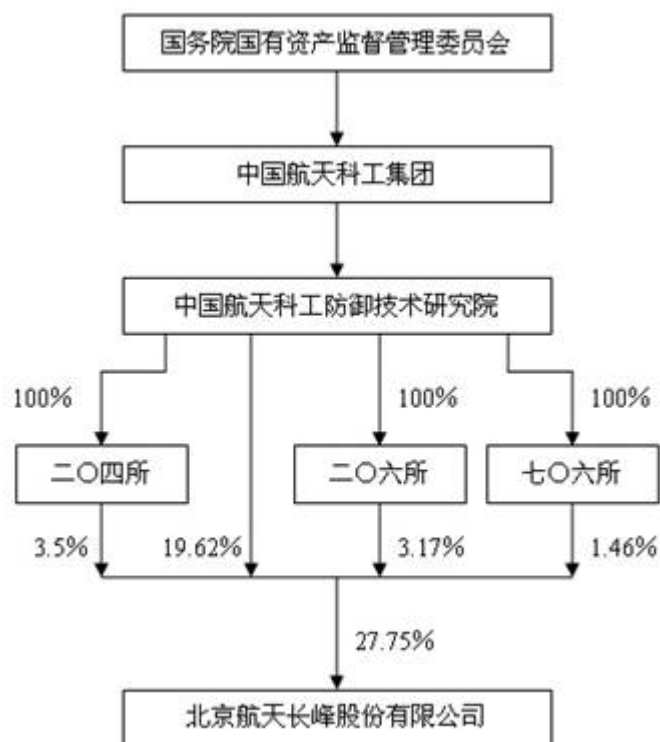 国务院国有资产监督管理委员会
中国航天科工集团
中国航天科工防御技术研究院
100% 100% 100%
二〇四所 二〇六所 七〇六所
3.5% 19.62% 3.17% 1.46%
27.75%
北京航天长峰股份有限公司